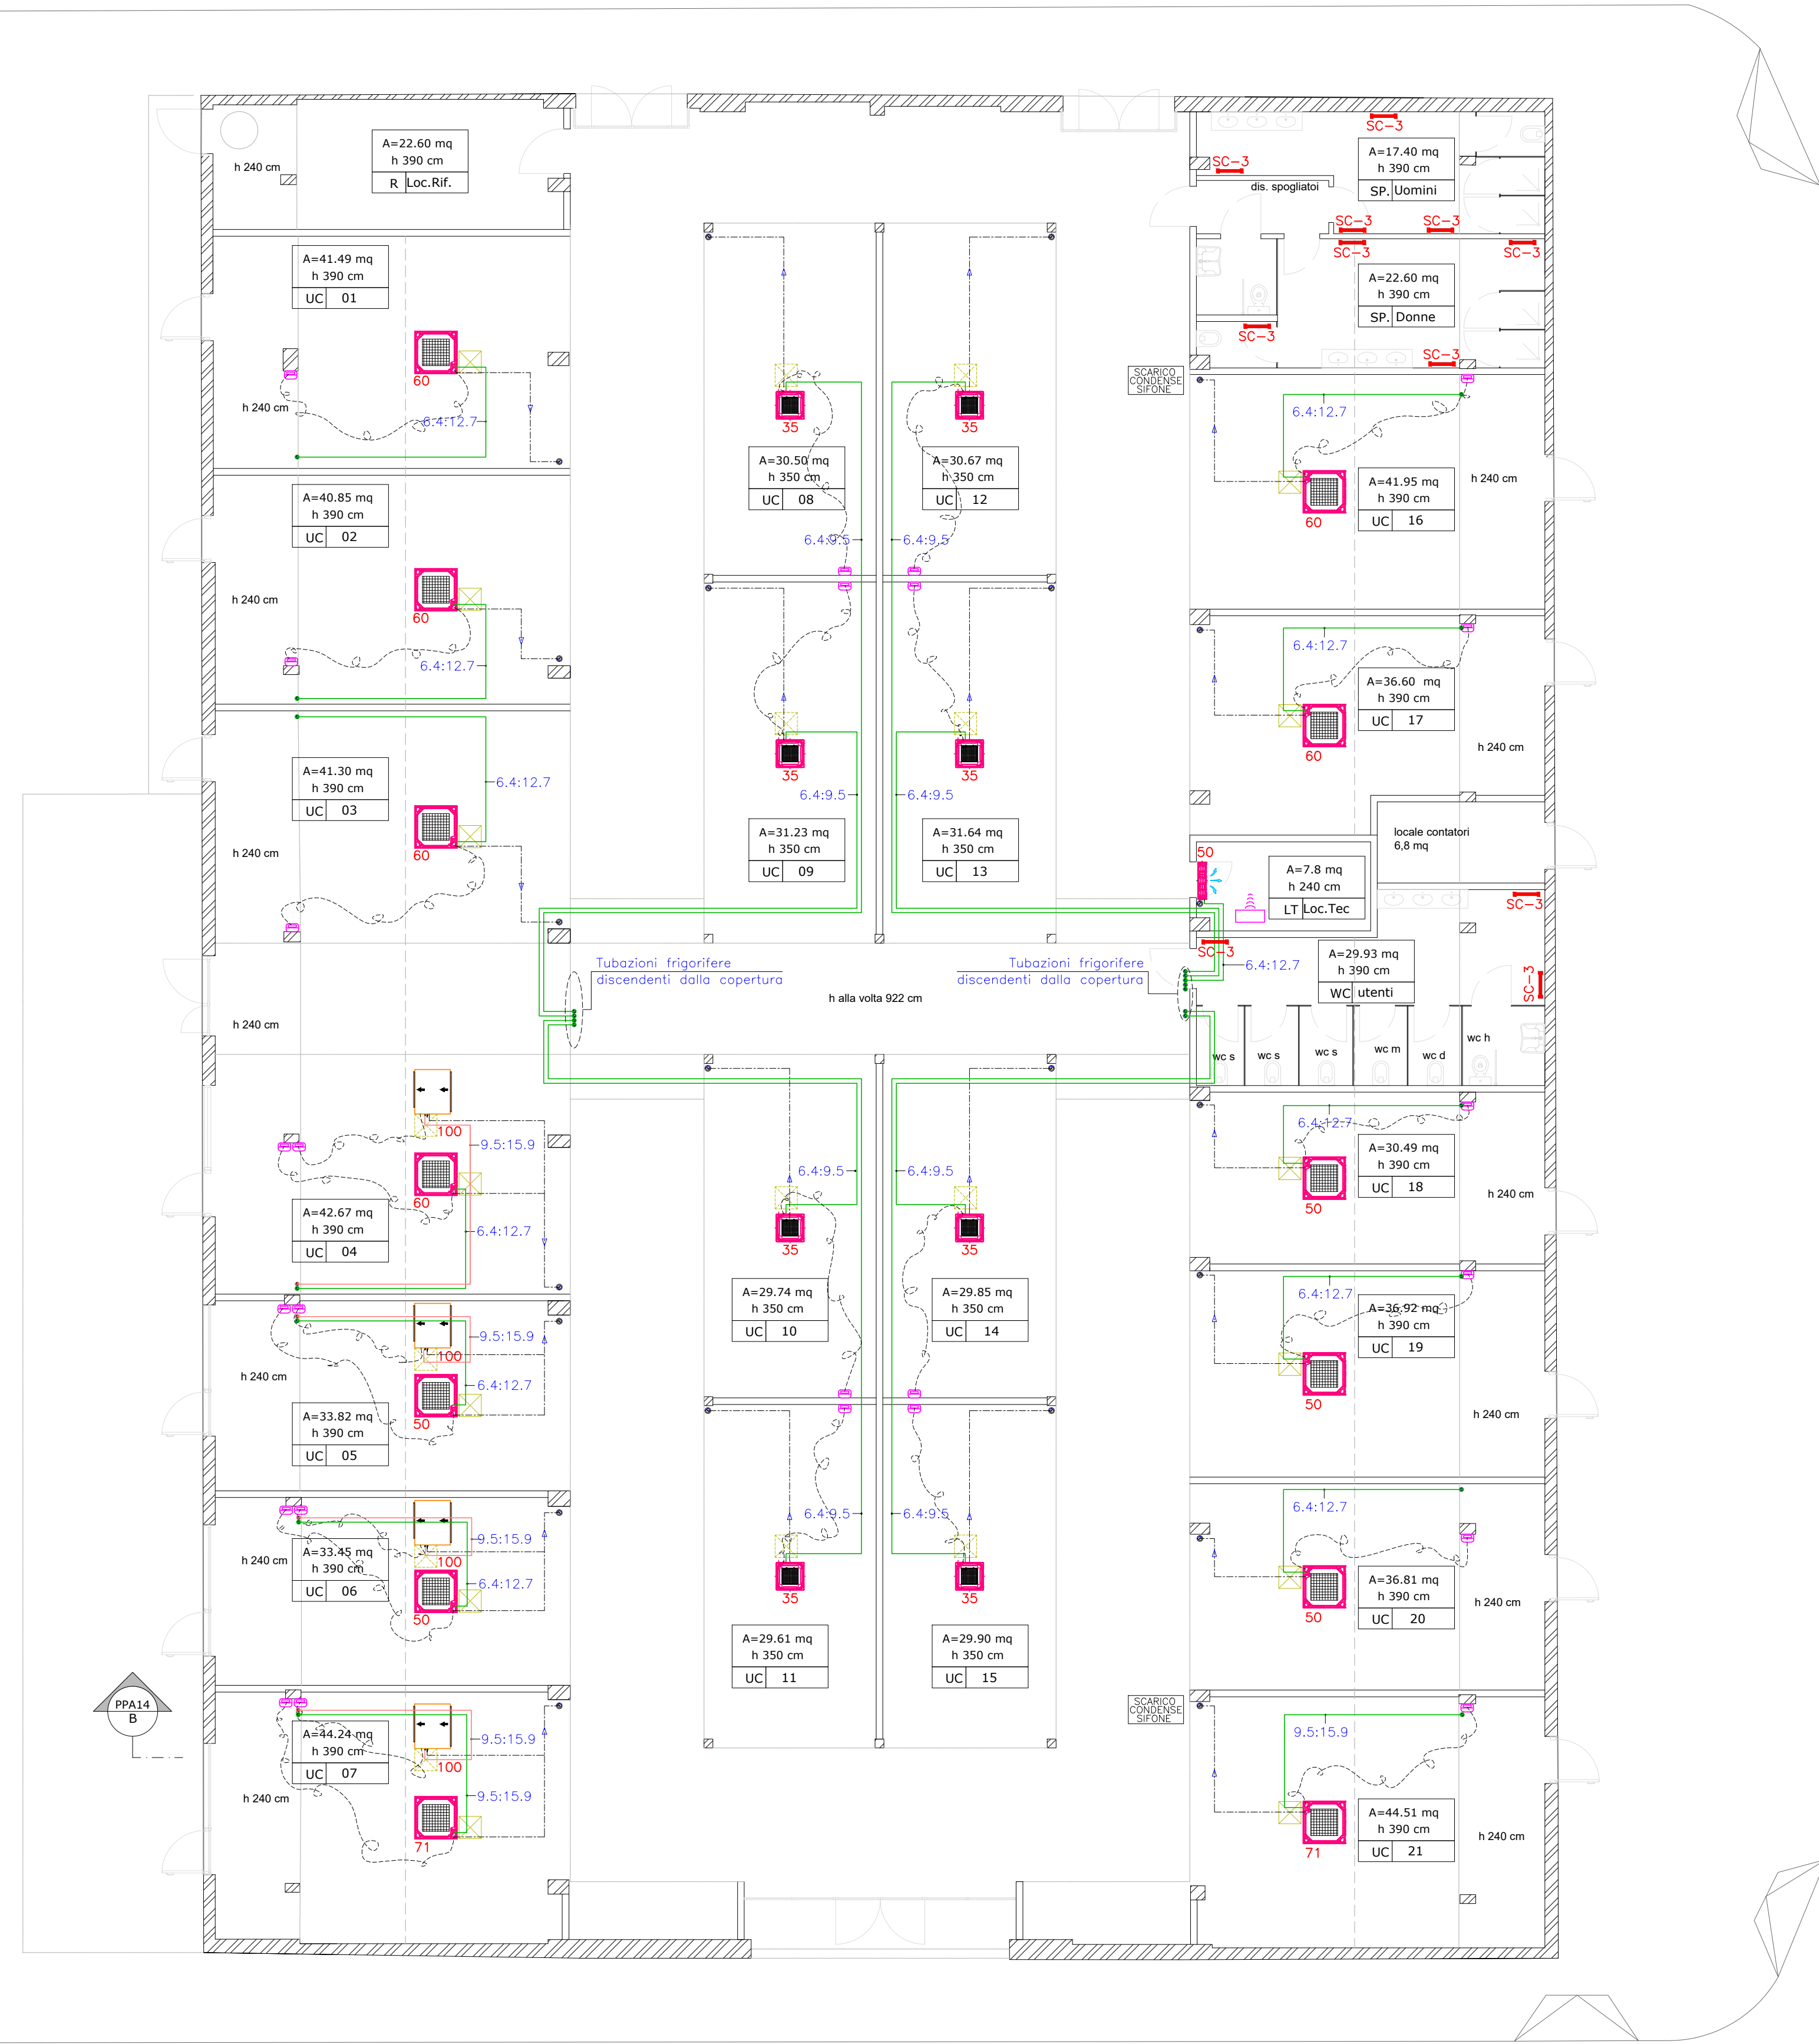 A=22.60 mq
h 390 cm
R Loc.Rif.
h 240 cm
A=41.49 mq
h 390 cm
UC 01
60
h 240 cm
6.4:12.7
A=40.85 mq
h 390 cm
UC 02
h 240 cm
60
6.4:12.7
A=41.30 mq
h 390 cm
UC 03
6.4:12.7
h 240 cm
60
h 240 cm
100
9.5:15.9
60
A=42.67 mq
h 390 cm
UC 04
6.4:12.7
9.5:15.9
100
h 240 cm
6.4:12.7
50
A=33.82 mq
h 390 cm
UC 05
9.5:15.9
h 240 cm
100
A=33.45 mq
h 390 cm
UC 06
6.4:12.7
50
PPA14
B
A=44.24 mq
h 390 cm
UC 07
9.5:15.9
100
h 240 cm
9.5:15.9
71
35
A=30.50 mq
h 350 cm
UC 08
6.4:9.5
35
A=30.67 mq
h 350 cm
UC 12
6.4:9.5
35
6.4:9.5
A=31.23 mq
h 350 cm
UC 09
35
6.4:9.5
A=31.64 mq
h 350 cm
UC 13
Tubazioni frigorifere
discendenti dalla copertura
Tubazioni frigorifere
discendenti dalla copertura
h alla volta 922 cm
6.4:9.5
35
A=29.74 mq
h 350 cm
UC 10
6.4:9.5
35
A=29.85 mq
h 350 cm
UC 14
6.4:9.5
35
A=29.61 mq
h 350 cm
UC 11
6.4:9.5
35
A=29.90 mq
h 350 cm
UC 15
SC-3
A=17.40 mq
h 390 cm
SP. Uomini
SC-3
dis. spogliatoi
SC-3
SC-3
SC-3
SC-3
A=22.60 mq
h 390 cm
SP. Donne
SC-3
SC-3
SCARICO
CONDENSE
SIFONE
6.4:12.7
A=41.95 mq
h 390 cm
UC 16
h 240 cm
60
6.4:12.7
A=36.60 mq
h 390 cm
UC 17
h 240 cm
60
locale contatori
6,8 mq
50
A=7.8 mq
h 240 cm
LT Loc.Tec
SC-3
SC-3
6.4:12.7
A=29.93 mq
h 390 cm
WC utenti
SC-3
wc s
wc s
wc s
wc m
wc d
wc h
6.4:12.7
A=30.49 mq
h 390 cm
UC 18
h 240 cm
50
6.4:12.7
A=36.92 mq
h 390 cm
UC 19
50
h 240 cm
6.4:12.7
A=36.81 mq
h 390 cm
UC 20
h 240 cm
50
SCARICO
CONDENSE
SIFONE
9.5:15.9
A=44.51 mq
h 390 cm
UC 21
h 240 cm
71